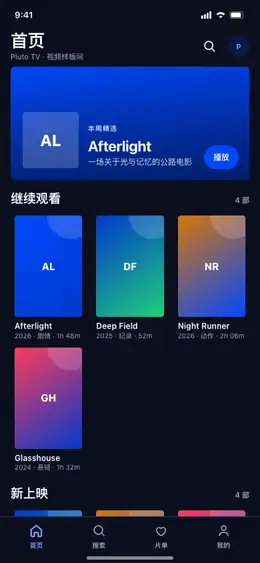 9:41
首页
Pluto TV · 视频样板间
P
AL
本周精选
Afterlight
一场关于光与记忆的公路电影
播放
继续观看
4 部
AL
DF
NR
Afterlight
Deep Field
Night Runner
2026 · 剧情 · 1h 48m
2025 · 纪录 · 52m
2026 · 动作 · 2h 06m
GH
Glasshouse
2024 · 悬疑 · 1h 32m
新上映
4 部
首页
搜索
片单
我的